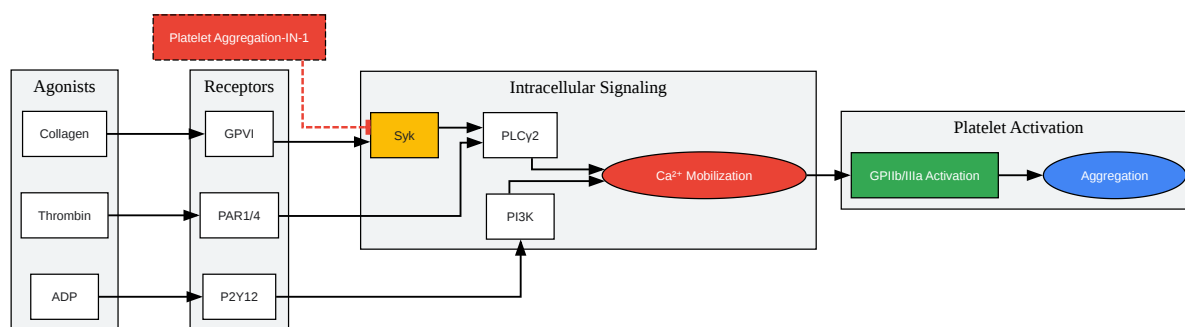 Platelet Aggregation-IN-1
Agonists
Receptors
Intracellular Signaling
Platelet Activation
Collagen
GPVI
Syk
PLCγ2
Ca²⁺ Mobilization
GPIIb/IIIa Activation
Aggregation
Thrombin
PAR1/4
PI3K
ADP
P2Y12